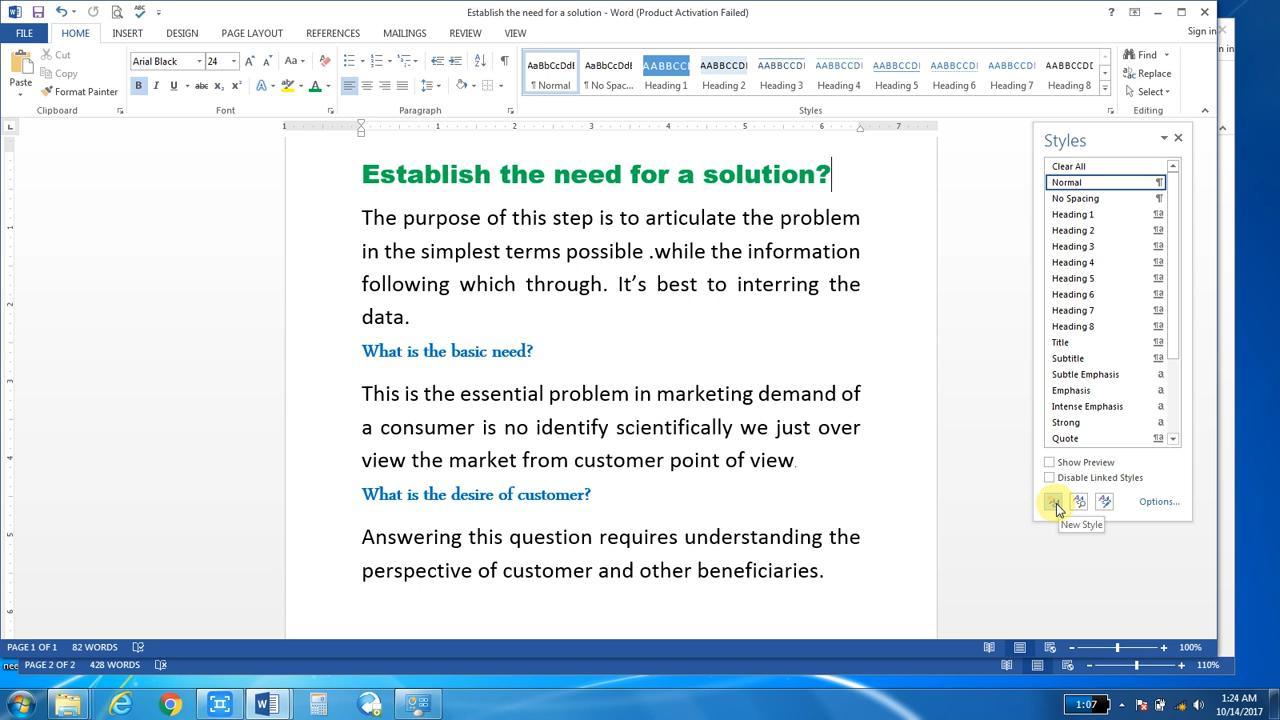 Establish the need for a solution - Word (Product Activation Failed)
FILE HOME INSERT DESIGN PAGE LAYOUT REFERENCES MAILINGS REVIEW VIEW Sign in
Cut
Copy
Format Painter
Paste
Clipboard
Arial Black 24
Font
Paragraph
AaBbCcDdI AaBbCcDdI AABBCCI AABBCCD AABBCCDD AABBCCDD AABBCCDD AABBCCDD AABBCCDD AABBCCDD
¶ Normal ¶ No Spac... Heading 1 Heading 2 Heading 3 Heading 4 Heading 5 Heading 6 Heading 7 Heading 8
Styles
Find
Replace
Select
Editing
Establish the need for a solution?
The purpose of this step is to articulate the problem
in the simplest terms possible .while the information
following which through. It’s best to interring the
data.
What is the basic need?
This is the essential problem in marketing demand of
a consumer is no identify scientifically we just over
view the market from customer point of view.
What is the desire of customer?
Answering this question requires understanding the
perspective of customer and other beneficiaries.
Styles
Clear All
Normal
No Spacing
Heading 1
Heading 2
Heading 3
Heading 4
Heading 5
Heading 6
Heading 7
Heading 8
Title
Subtitle
Subtle Emphasis
Emphasis
Intense Emphasis
Strong
Quote
Show Preview
Disable Linked Styles
Options...
New Style
PAGE 1 OF 1 82 WORDS 100%
PAGE 2 OF 2 428 WORDS 110%
1:07
1:24 AM
10/14/2017